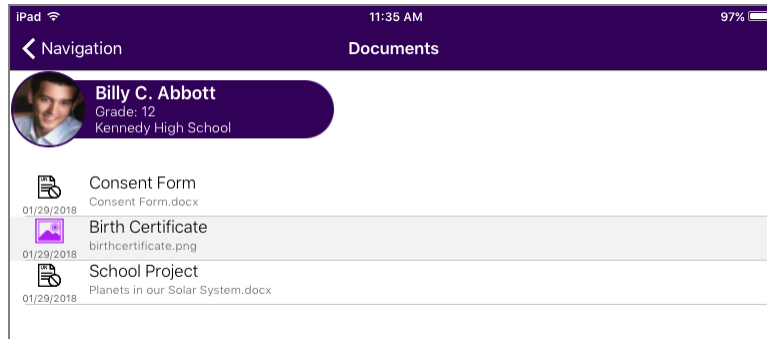 iPad 11:35 AM 97%
Navigation Documents
Billy C. Abbott
Grade: 12
Kennedy High School
Consent Form
Consent Form.docx
01/29/2018
Birth Certificate
birthcertificate.png
01/29/2018
School Project
Planets in our Solar System.docx
01/29/2018